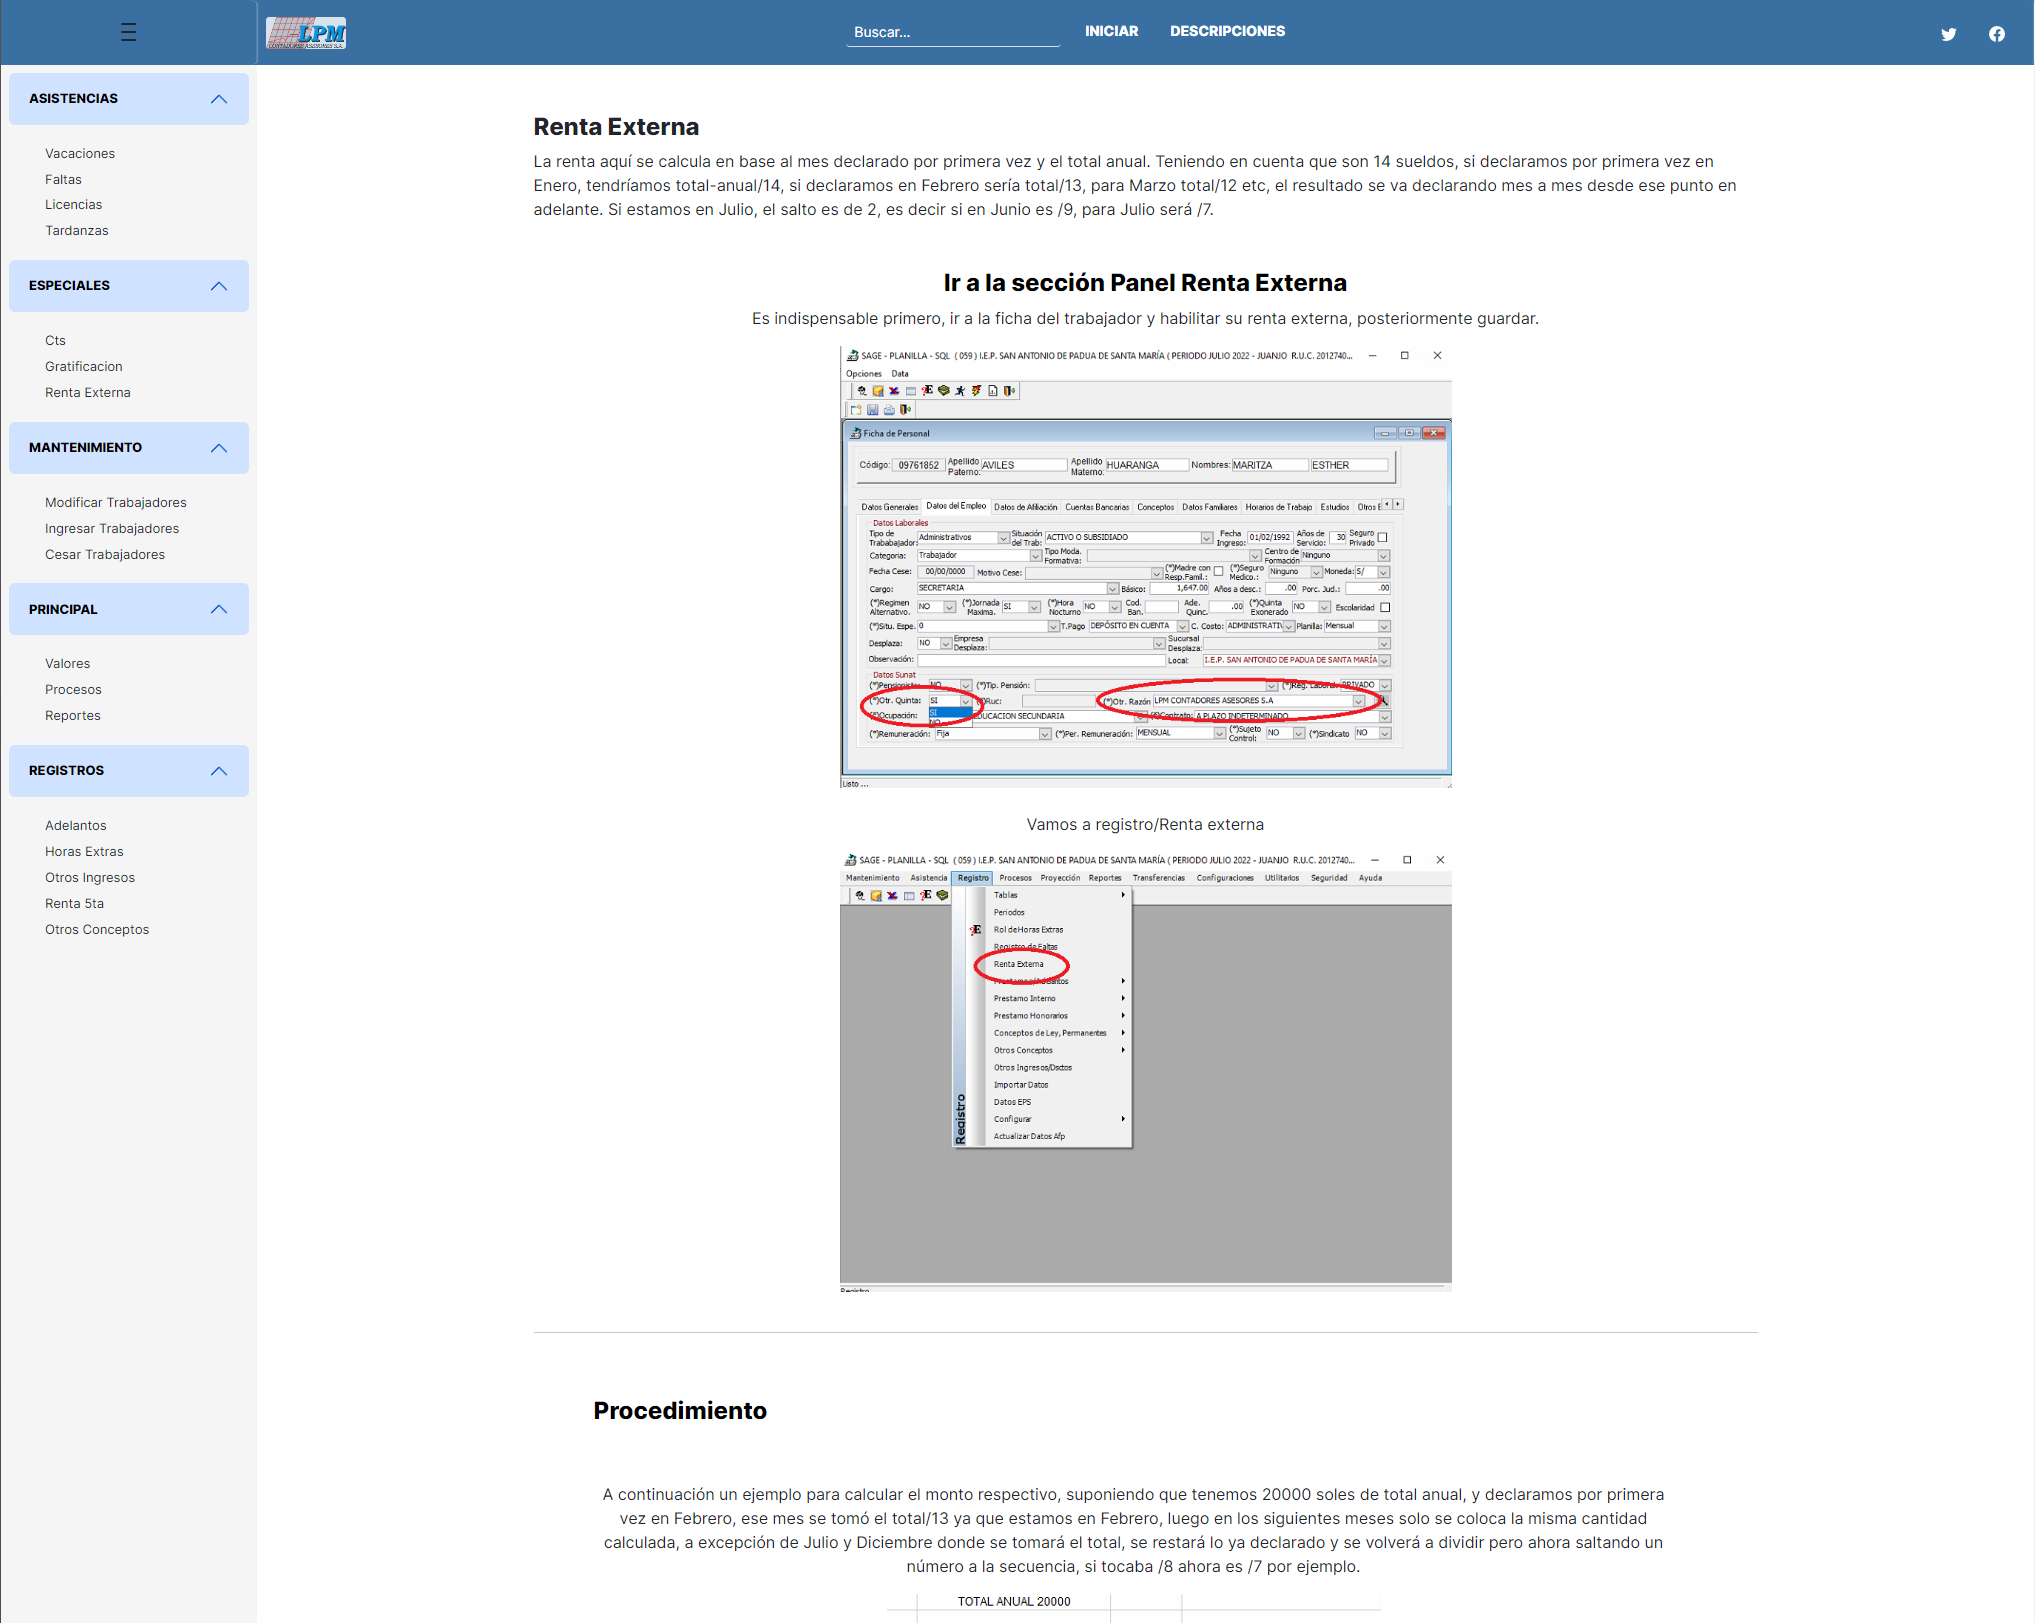 LPM
CONTADORES ASESORES S.A.
Buscar...
INICIAR
DESCRIPCIONES
ASISTENCIAS
Vacaciones
Faltas
Licencias
Tardanzas
ESPECIALES
Cts
Gratificacion
Renta Externa
MANTENIMIENTO
Modificar Trabajadores
Ingresar Trabajadores
Cesar Trabajadores
PRINCIPAL
Valores
Procesos
Reportes
REGISTROS
Adelantos
Horas Extras
Otros Ingresos
Renta 5ta
Otros Conceptos
Renta Externa
La renta aquí se calcula en base al mes declarado por primera vez y el total anual. Teniendo en cuenta que son 14 sueldos, si declaramos por primera vez en
Enero, tendríamos total-anual/14, si declaramos en Febrero sería total/13, para Marzo total/12 etc, el resultado se va declarando mes a mes desde ese punto en
adelante. Si estamos en Julio, el salto es de 2, es decir si en Junio es /9, para Julio será /7.
Ir a la sección Panel Renta Externa
Es indispensable primero, ir a la ficha del trabajador y habilitar su renta externa, posteriormente guardar.
SAGE - PLANILLA - SQL ( 059 ) I.E.P. SAN ANTONIO DE PADUA DE SANTA MARÍA ( PERIODO JULIO 2022 - JUANJO R.U.C. 2012740...
Opciones Data
Ficha de Personal
Código: 09761852 Apellido Paterno: AVILES Apellido Materno: HUARANGA Nombres: MARITZA ESTHER
Datos Generales Datos del Empleo Datos de Afiliación Cuentas Bancarias Conceptos Datos Familiares Horarios de Trabajo Estudios Otros E
Datos Laborales
Tipo de Trababajador: Administrativos Situación del Trab: ACTIVO O SUBSIDIADO Fecha Ingreso: 01/02/1992 Años de Servicio: 30 Seguro Privado
Categoria: Trabajador Tipo Moda. Formativa: Centro de Formación Ninguno
Fecha Cese: 00/00/0000 Motivo Cese: (*)Madre con Resp.Famil.: (*)Seguro Medico.: Ninguno Moneda: S/
Cargo: SECRETARIA Básico: 1,647.00 Años a desc.: .00 Porc. Jud.: .00
(*)Regimen Alternativo. NO (*)Jornada Maxima. SI (*)Hora Nocturno NO Cod. Ban. Ade. Quinc. .00 (*)Quinta Exonerado NO Escolaridad
(*)Situ. Espe. 0 T.Pago DEPÓSITO EN CUENTA C. Costo: ADMINISTRATIV Planilla: Mensual
Desplaza: NO Empresa Desplaza: Sucursal Desplaza:
Observación: Local: I.E.P. SAN ANTONIO DE PADUA DE SANTA MARÍA
Datos Sunat
(*)Pensionista: NO (*)Tip. Pensión: (*)Reg. Laboral PRIVADO
(*)Otr. Quinta: SI (*)Ruc: (*)Otr. Razón LPM CONTADORES ASESORES S.A
SI
NO
(*)Ocupación: EDUCACION SECUNDARIA (*)Contrato: A PLAZO INDETERMINADO
(*)Remuneración: Fija (*)Per. Remuneración: MENSUAL (*)Sujeto Control: NO (*)Sindicato NO
Listo ...
Vamos a registro/Renta externa
SAGE - PLANILLA - SQL ( 059 ) I.E.P. SAN ANTONIO DE PADUA DE SANTA MARÍA ( PERIODO JULIO 2022 - JUANJO R.U.C. 2012740...
Mantenimiento Asistencia Registro Procesos Proyección Reportes Transferencias Configuraciones Utilitarios Seguridad Ayuda
Tablas
Periodos
Rol de Horas Extras
Registro de Faltas
Renta Externa
Prestamos/Adelantos
Prestamo Interno
Prestamo Honorarios
Conceptos de Ley, Permanentes
Otros Conceptos
Otros Ingresos/Dsctos
Importar Datos
Datos EPS
Configurar
Actualizar Datos Afp
Registro
Registro
Procedimiento
A continuación un ejemplo para calcular el monto respectivo, suponiendo que tenemos 20000 soles de total anual, y declaramos por primera
vez en Febrero, ese mes se tomó el total/13 ya que estamos en Febrero, luego en los siguientes meses solo se coloca la misma cantidad
calculada, a excepción de Julio y Diciembre donde se tomará el total, se restará lo ya declarado y se volverá a dividir pero ahora saltando un
número a la secuencia, si tocaba /8 ahora es /7 por ejemplo.
TOTAL ANUAL 20000